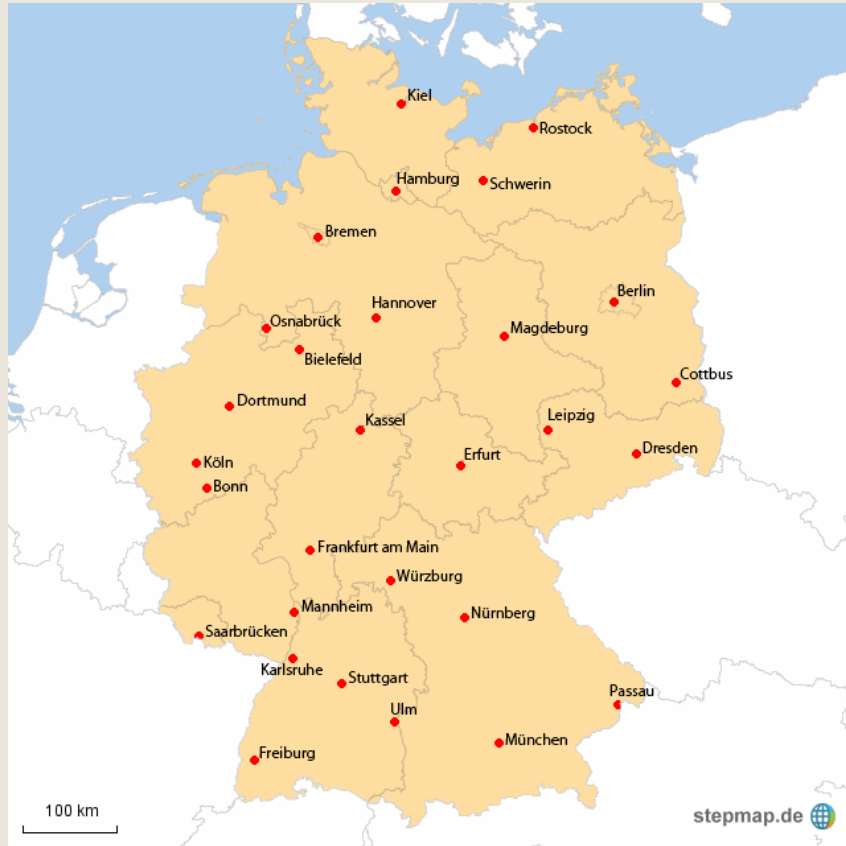 Kiel
Rostock
Hamburg
Schwerin
Bremen
Berlin
Hannover
Osnabrück
Magdeburg
Bielefeld
Cottbus
Dortmund
Leipzig
Kassel
Dresden
Erfurt
Köln
Bonn
Frankfurt am Main
Würzburg
Mannheim
Nürnberg
Saarbrücken
Karlsruhe
Stuttgart
Passau
Ulm
München
Freiburg
100 km
stepmap.de